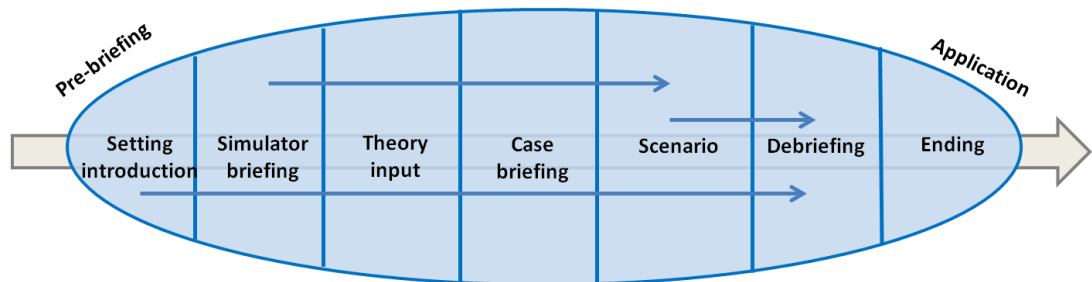 Pre-briefing
Application
Setting
introduction
Simulator
briefing
Theory
input
Case
briefing
Scenario
Debriefing
Ending